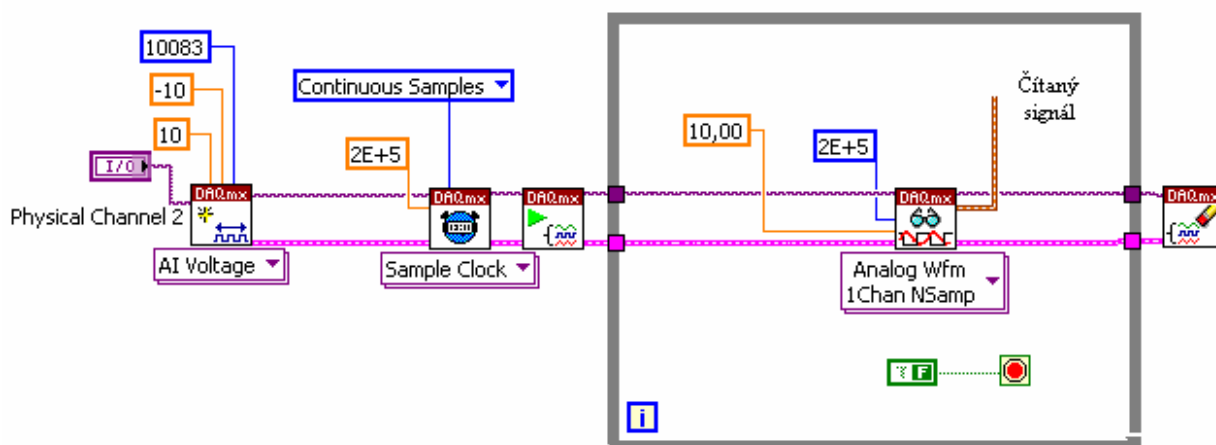 10083
-10
10
I/O
Physical Channel 2
DAQmx
AI Voltage
Continuous Samples
2E+5
DAQmx
Sample Clock
DAQmx
10,00
2E+5
DAQmx
Analog Wfm
1Chan NSamp
Čítaný
signál
F
i
DAQmx